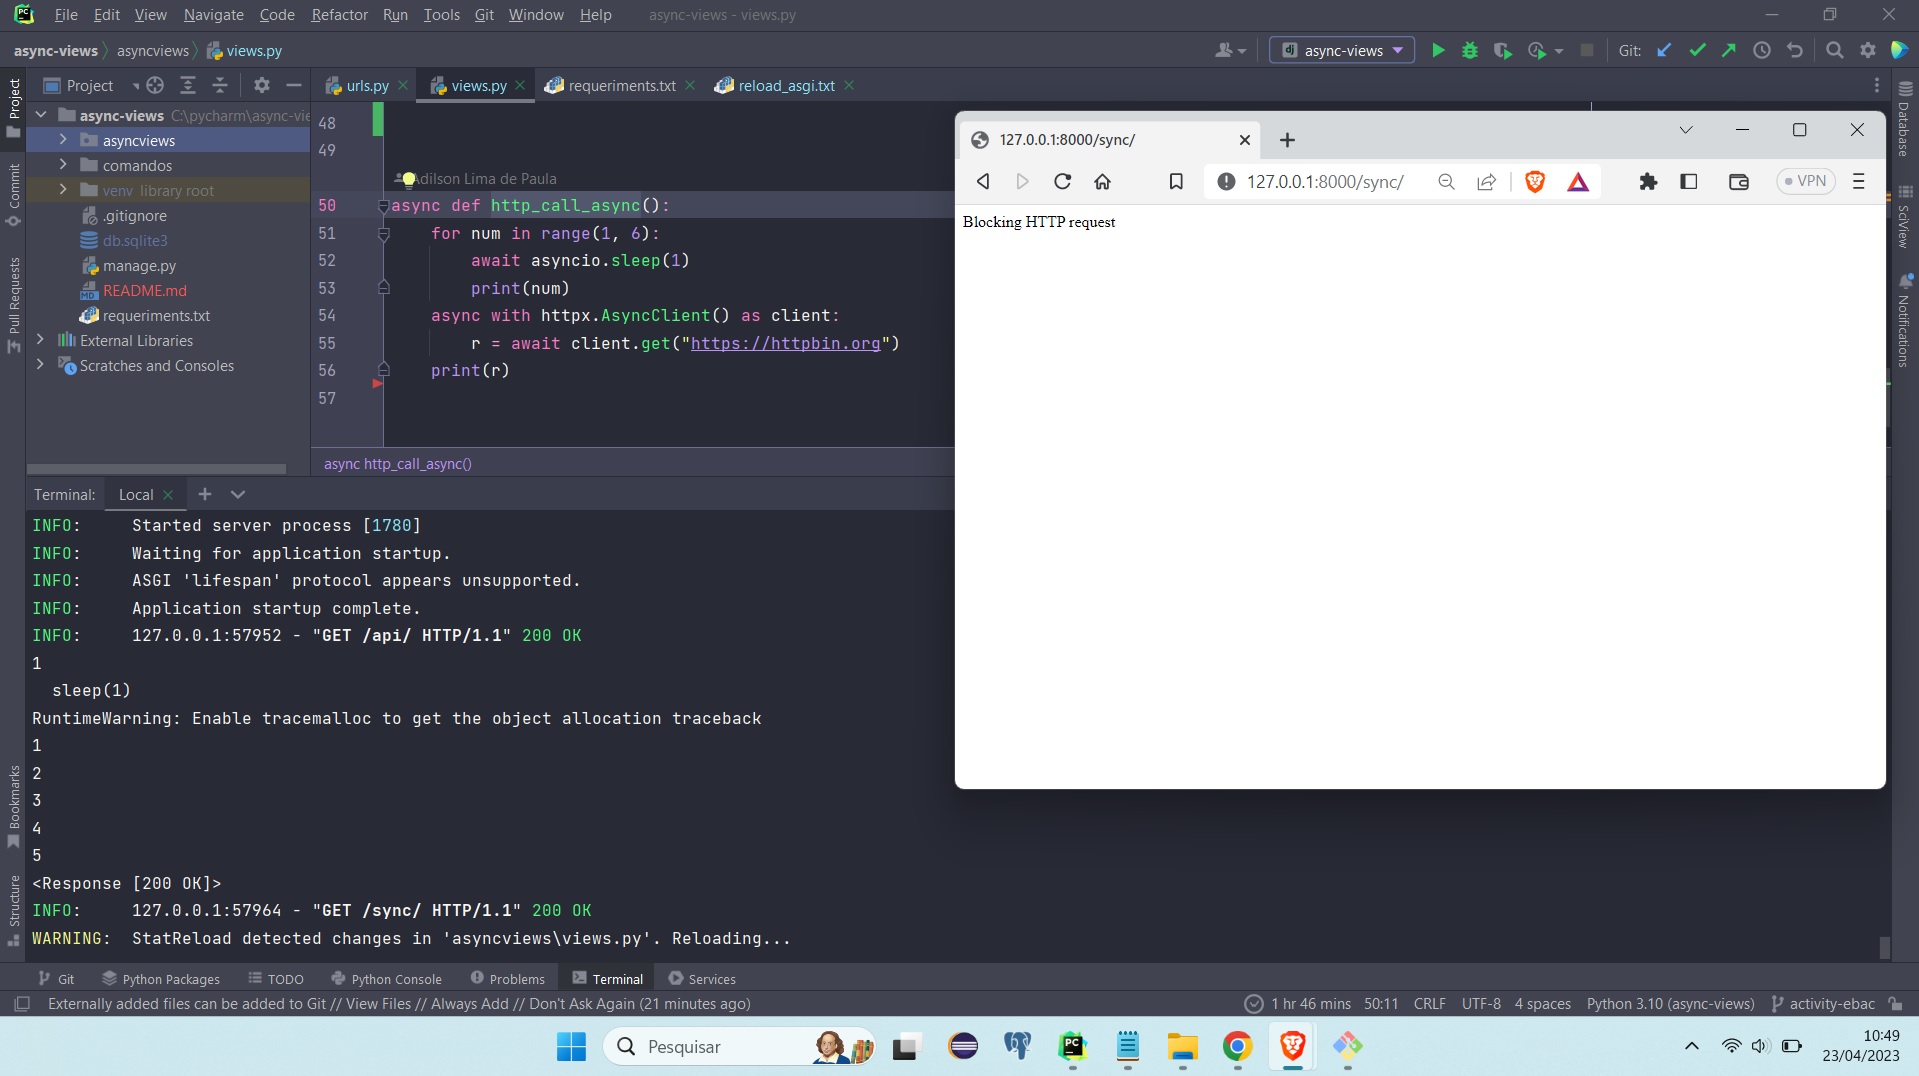 File Edit View Navigate Code Refactor Run Tools Git Window Help async-views - views.py
async-views asyncviews views.py
async-views Git:
Project
urls.py views.py requeriments.txt reload_asgi.txt
async-views
asyncviews
comandos
venv library root
.gitignore
db.sqlite3
manage.py
README.md
requeriments.txt
External Libraries
Scratches and Consoles
Project
Commit
Pull Requests
Bookmarks
Structure
48
49
Adilson Lima de Paula
50 async def http_call_async():
51 for num in range(1, 6):
52 await asyncio.sleep(1)
53 print(num)
54 async with httpx.AsyncClient() as client:
55 r = await client.get("https://httpbin.org")
56 print(r)
57
async http_call_async()
127.0.0.1:8000/sync/
127.0.0.1:8000/sync/ VPN
Blocking HTTP request
Database
SciView
Notifications
Terminal: Local
INFO: Started server process [1780]
INFO: Waiting for application startup.
INFO: ASGI 'lifespan' protocol appears unsupported.
INFO: Application startup complete.
INFO: 127.0.0.1:57952 - "GET /api/ HTTP/1.1" 200 OK
1
sleep(1)
RuntimeWarning: Enable tracemalloc to get the object allocation traceback
1
2
3
4
5
<Response [200 OK]>
INFO: 127.0.0.1:57964 - "GET /sync/ HTTP/1.1" 200 OK
WARNING: StatReload detected changes in 'asyncviews\views.py'. Reloading...
Git Python Packages TODO Python Console Problems Terminal Services
Externally added files can be added to Git // View Files // Always Add // Don't Ask Again (21 minutes ago) 1 hr 46 mins 50:11 CRLF UTF-8 4 spaces Python 3.10 (async-views) activity-ebac
Pesquisar
10:49
23/04/2023